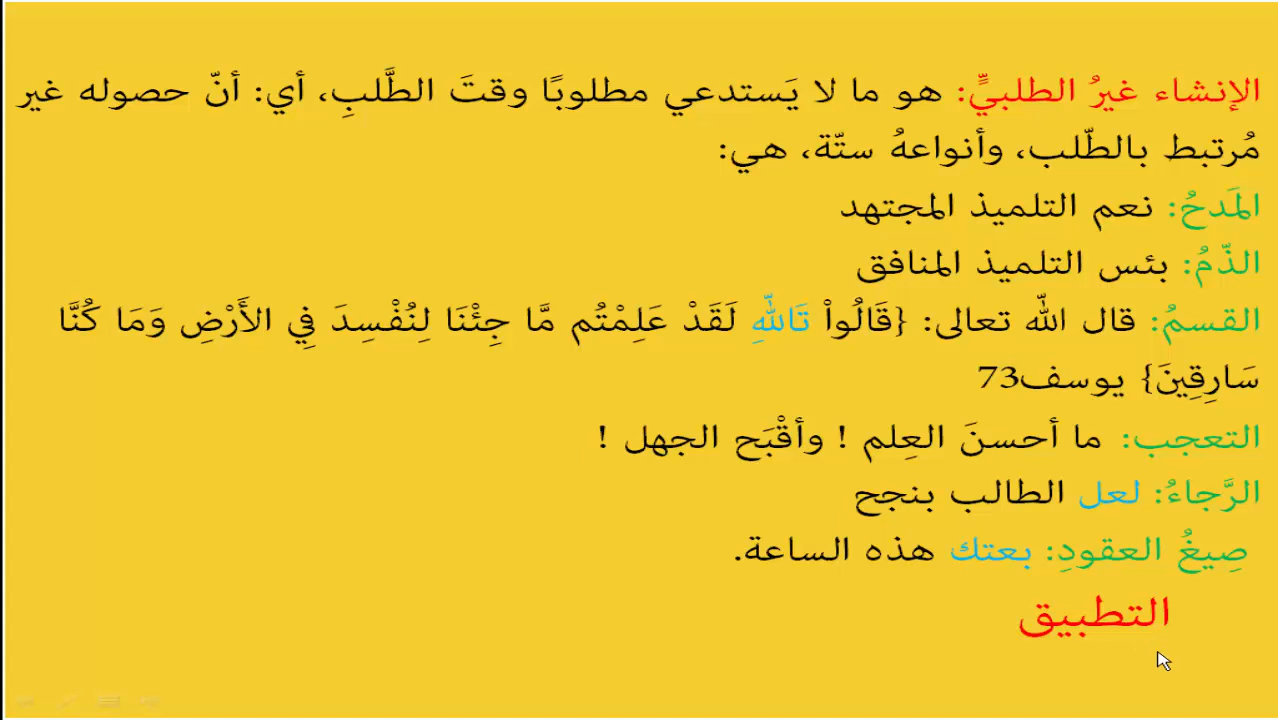 الإنشاء غيرُ الطلبيٍّ: هو ما لا يَستدعي مطلوبًا وقتَ الطَّلبِ، أي: أنّ حصوله غير
مُرتبط بالطّلب، وأنواعهُ ستّة، هي:
المَدحُ: نعم التلميذ المجتهد
الذّمُ: بئس التلميذ المنافق
القسمُ: قال الله تعالى: {قَالُواْ تَاللّهِ لَقَدْ عَلِمْتُم مَّا جِئْنَا لِنُفْسِدَ فِي الأَرْضِ وَمَا كُنَّا
سَارِقِينَ} يوسف73
التعجب: ما أحسنَ العِلم ! وأقْبَح الجهل !
الرَّجاءُ: لعل الطالب بنجح
صِيغُ العقودِ: بعتك هذه الساعة.
التطبيق